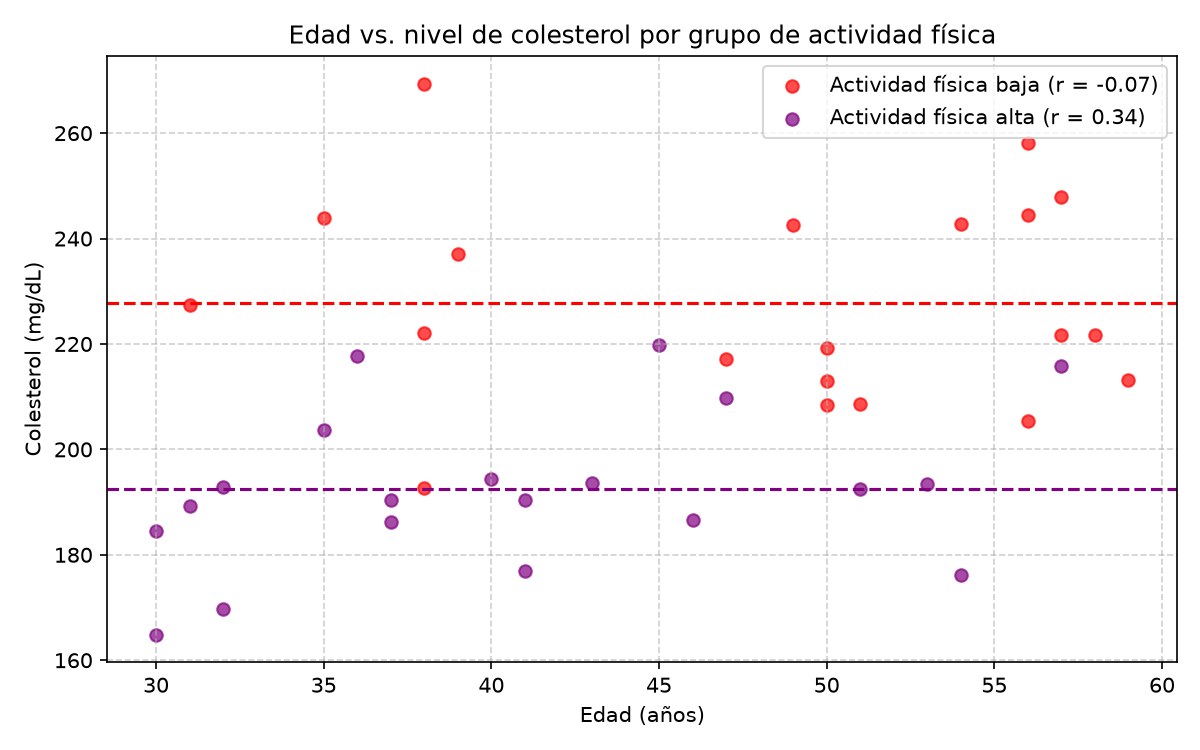 Edad vs. nivel de colesterol por grupo de actividad física
Actividad física baja (r = -0.07)
Actividad física alta (r = 0.34)
Colesterol (mg/dL)
260
240
220
200
180
160
30 35 40 45 50 55 60
Edad (años)